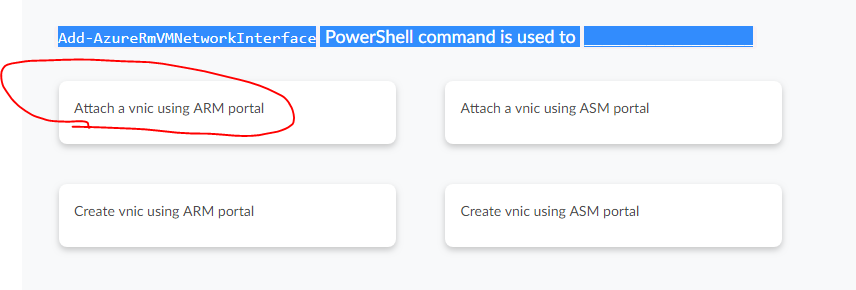 Add-AzureRmVMNetworkInterface PowerShell command is used to ____________________
Attach a vnic using ARM portal
Attach a vnic using ASM portal
Create vnic using ARM portal
Create vnic using ASM portal